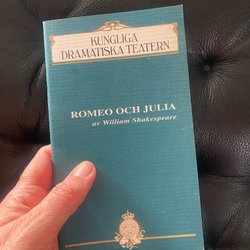 KUNGLIGA
DRAMATISKA TEATERN
ROMEO OCH JULIA
av William Shakespeare